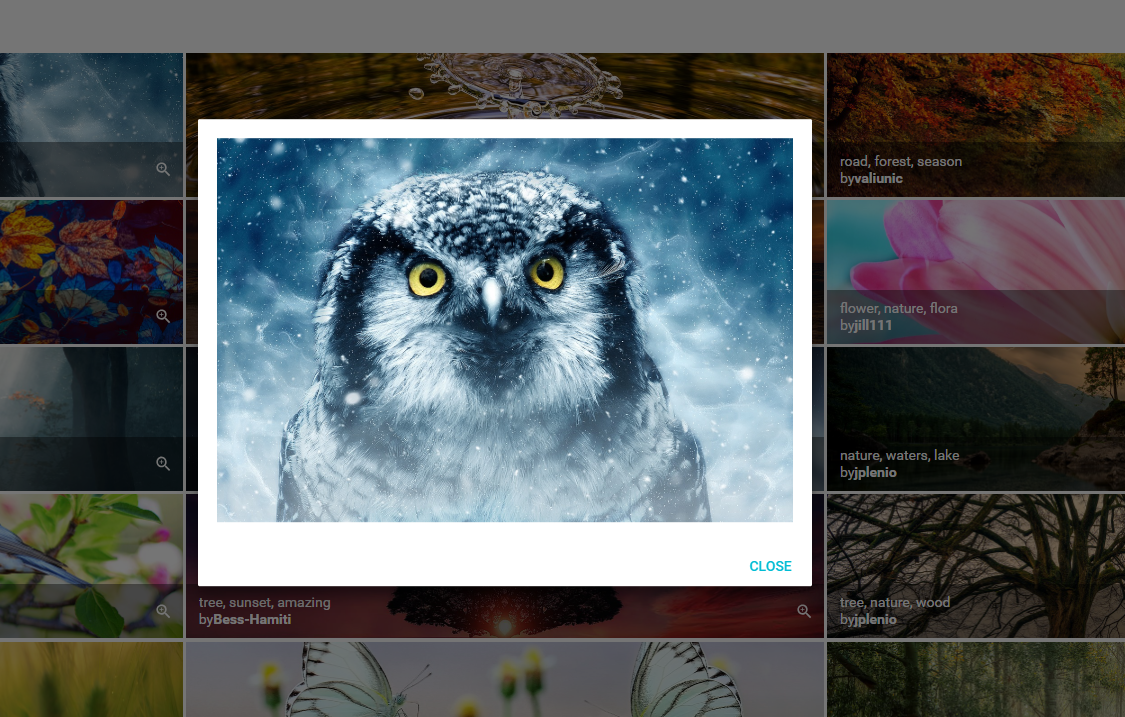 road, forest, season
byvaliunic
flower, nature, flora
byjill111
nature, waters, lake
byjplenio
CLOSE
tree, sunset, amazing
byBess-Hamiti
tree, nature, wood
byjplenio